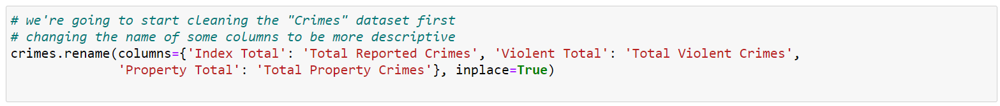 # we're going to start cleaning the "Crimes" dataset first
# changing the name of some columns to be more descriptive
crimes.rename(columns={'Index Total': 'Total Reported Crimes', 'Violent Total': 'Total Violent Crimes',
              'Property Total': 'Total Property Crimes'}, inplace=True)